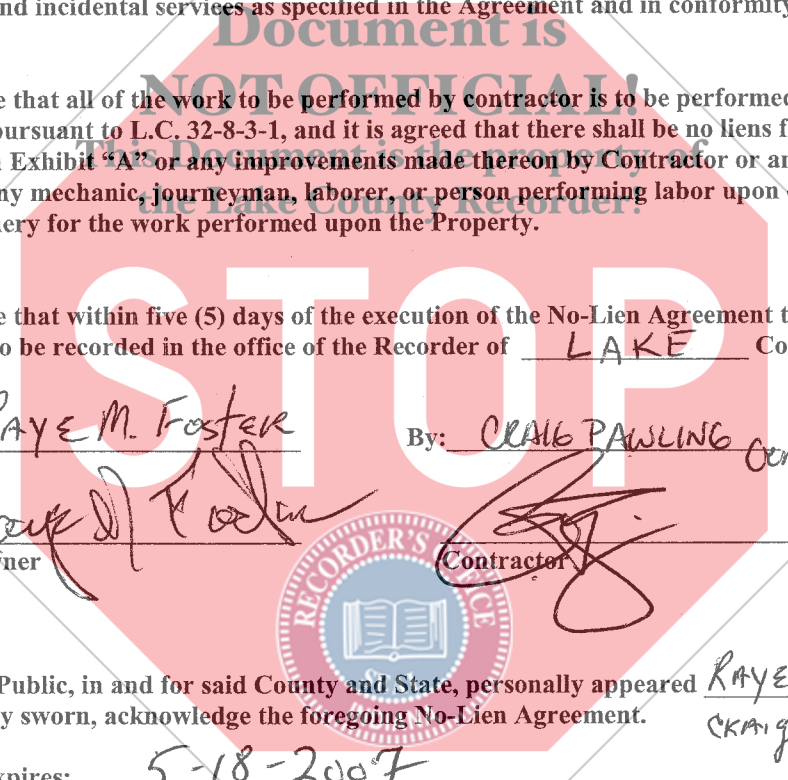 nd incidental services as specified in the Agreement and in conformity
Document is
NOT OFFICIAL!
e that all of the work to be performed by contractor is to be performed
pursuant to L.C. 32-8-3-1, and it is agreed that there shall be no liens f
This Document is the property of
Exhibit “A” or any improvements made thereon by Contractor or an
ny mechanic, journeyman, laborer, or person performing labor upon
the Lake County Recorder!
ery for the work performed upon the Property.
STOP
e that within five (5) days of the execution of the No-Lien Agreement t
o be recorded in the office of the Recorder of LAKE Co
AYE M. FOSTER By: CRAIG PAWLING
ner Contractor
RECORDER'S OFFICE
Public, in and for said County and State, personally appeared RAYE
y sworn, acknowledge the foregoing No-Lien Agreement.
CRAIG
xpires: 5-18-2007